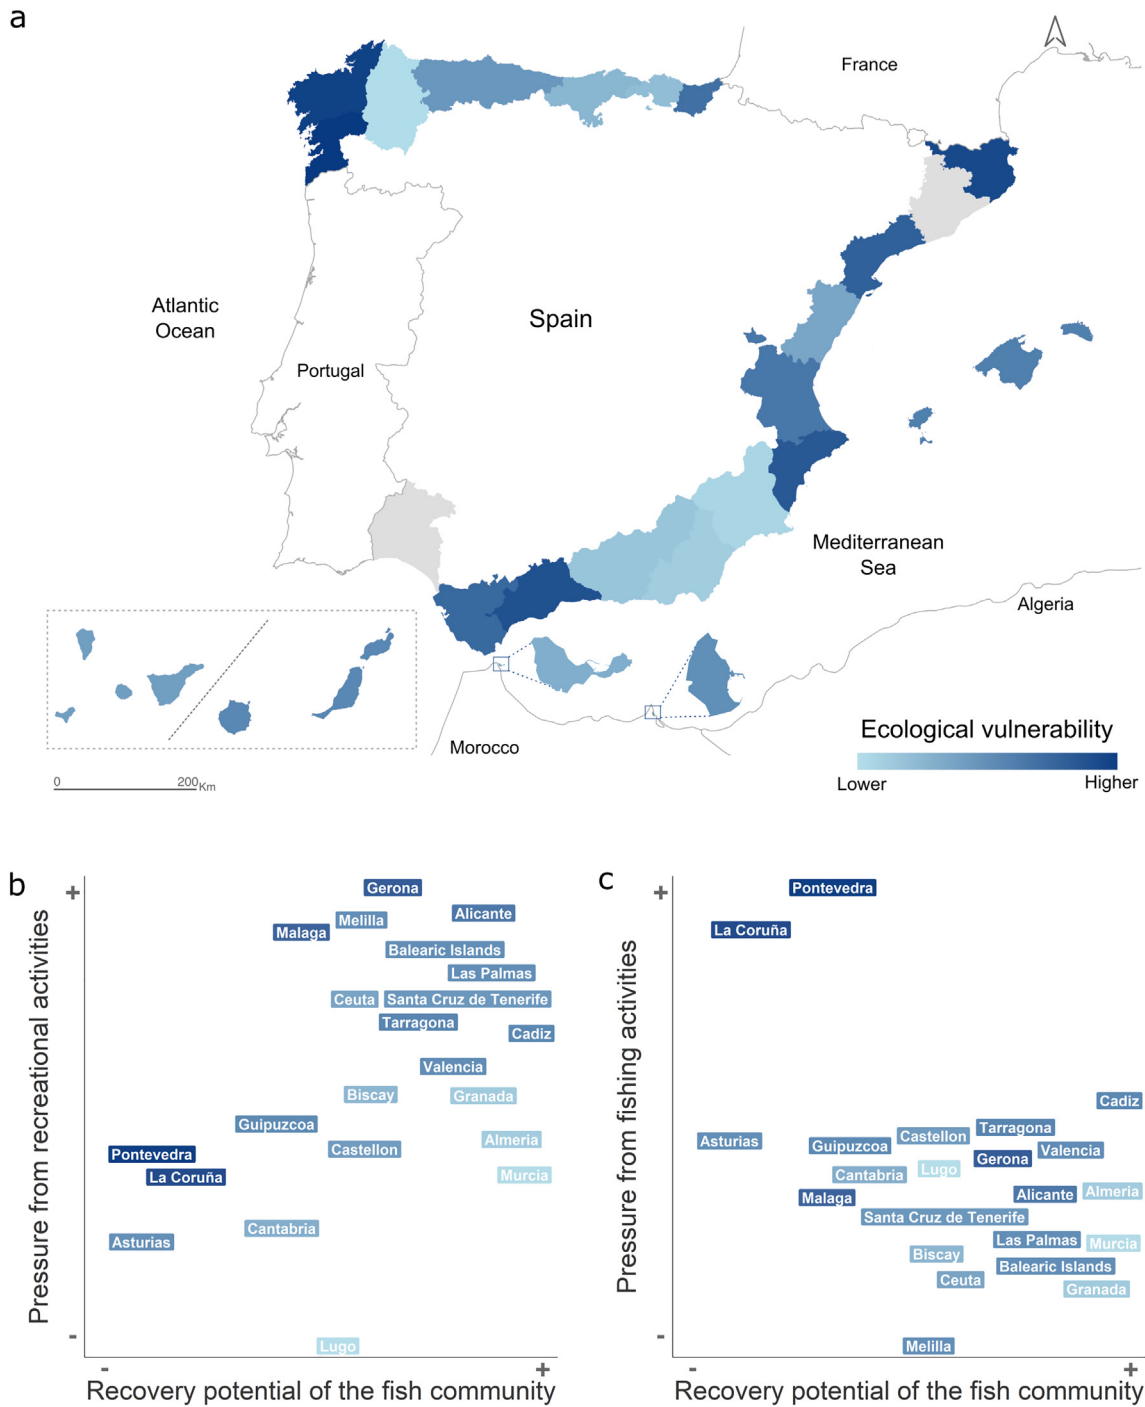 a
France
Atlantic
Ocean
Spain
Portugal
Mediterranean
Sea
Algeria
Morocco
Ecological vulnerability
Lower
Higher
0
200Km
b
+
Pressure from recreational activities
-
Gerona
Alicante
Melilla
Malaga
Balearic Islands
Las Palmas
Ceuta
Santa Cruz de Tenerife
Tarragona
Cadiz
Valencia
Biscay
Granada
Guipuzcoa
Almeria
Castellon
Pontevedra
La Coruña
Murcia
Cantabria
Asturias
Lugo
-
+
Recovery potential of the fish community
c
+
Pressure from fishing activities
-
Pontevedra
La Coruña
Cadiz
Tarragona
Castellon
Asturias
Guipuzcoa
Valencia
Gerona
Lugo
Cantabria
Almeria
Alicante
Malaga
Santa Cruz de Tenerife
Las Palmas
Murcia
Biscay
Balearic Islands
Ceuta
Granada
Melilla
-
+
Recovery potential of the fish community